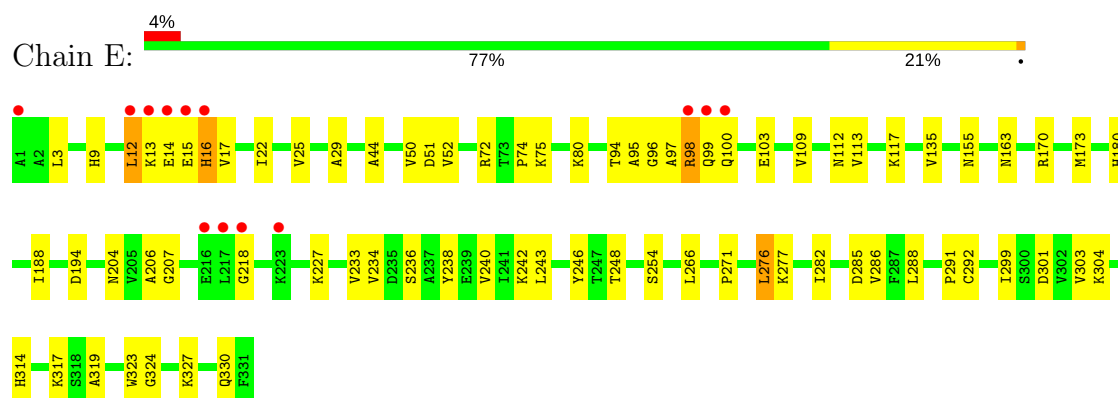 4%
Chain E:
77% 21% •
A1 A2 L3 H9 L12 K13 E14 E15 H16 V17 I22 V25 A29 A44 V50 D51 V52 R72 T73 P74 K75 K80 T94 A95 G96 A97 R98 Q99 Q100 E103 V109 N112 V113 K117 V135 N155 N163 R170 M173 H180
I188 D194 N204 V205 A206 G207 E216 L217 G218 K223 K227 V233 V234 D235 S236 A237 Y238 E239 V240 I241 K242 L243 Y246 T247 T248 S254 L266 P271 L276 K277 I282 D285 V286 F287 L288 P291 C292 I299 S300 D301 V302 V303 K304
H314 K317 S318 A319 W323 G324 K327 Q330 F331